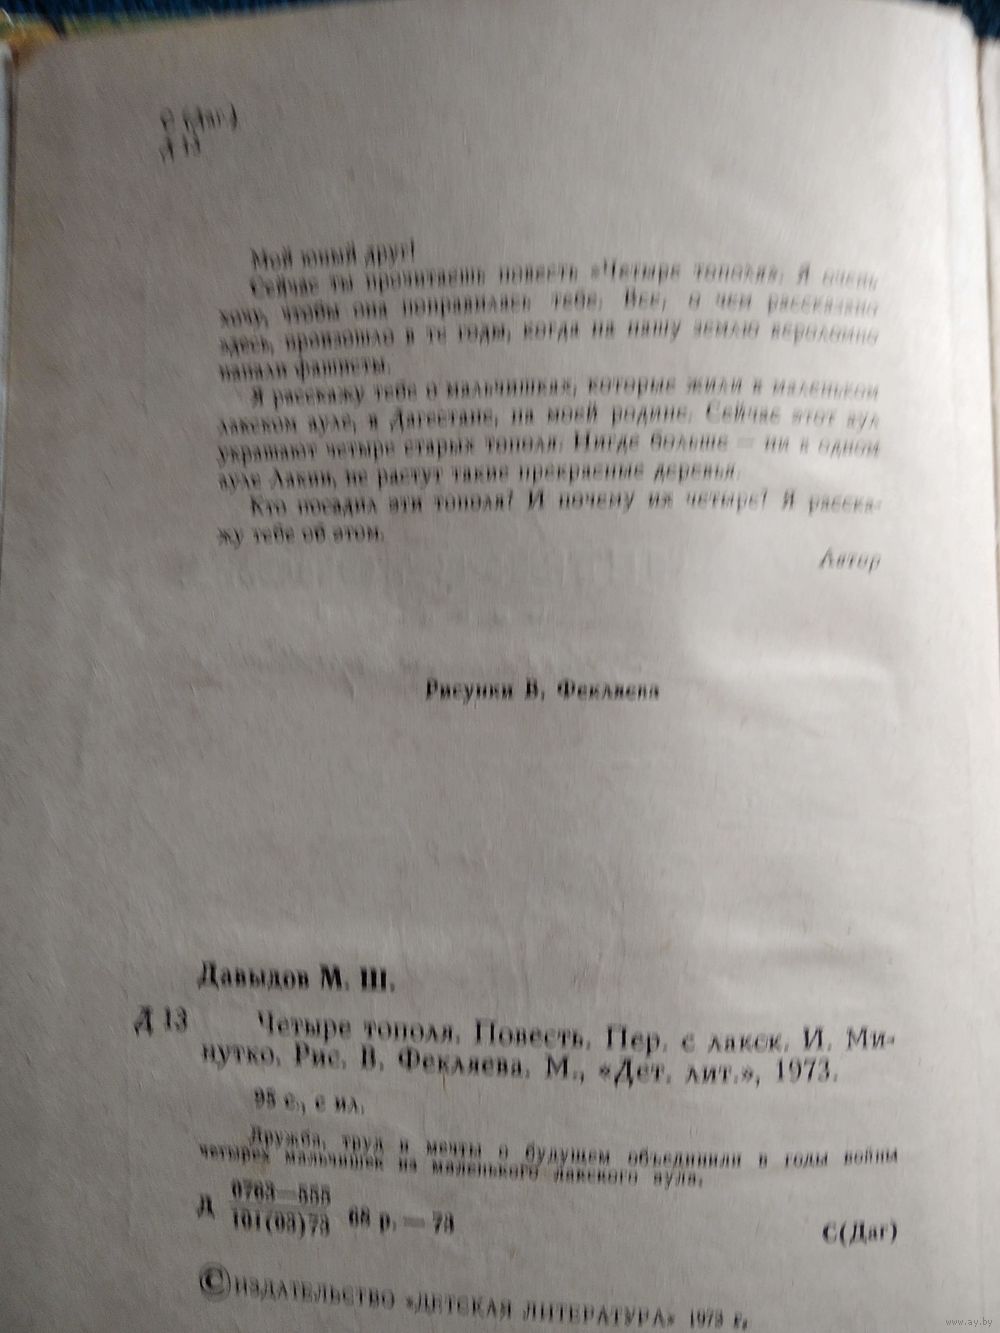 С (Даг)
Д 13
Мой юный друг!
Сейчас ты прочитаешь повесть «Четыре тополя». Я очень
хочу, чтобы она понравилась тебе. Все, о чем рассказано
здесь, произошло в те годы, когда на нашу землю вероломно
напали фашисты.
Я расскажу тебе о мальчишках, которые жили в маленьком
лакском ауле, в Дагестане, на моей родине. Сейчас этот аул
украшают четыре старых тополя. Нигде больше — ни в одном
ауле Лакии, не растут такие прекрасные деревья.
Кто посадил эти тополя? И почему их четыре? Я расска-
жу тебе об этом.
Автор
Рисунки В. Фекляева
Давыдов М. Ш.
Д 13 Четыре тополя. Повесть. Пер. с лакск. И. Ми-
нутко. Рис. В. Фекляева. М., «Дет. лит.», 1973.
95 с., с ил.
Дружба, труд и мечты о будущем объединили в годы войны
четырех мальчишек из маленького лакского аула.
0763—555
Д 68 р. — 73
101(03)73
С(Даг)
© ИЗДАТЕЛЬСТВО «ДЕТСКАЯ ЛИТЕРАТУРА» 1973 г.
www.ay.by